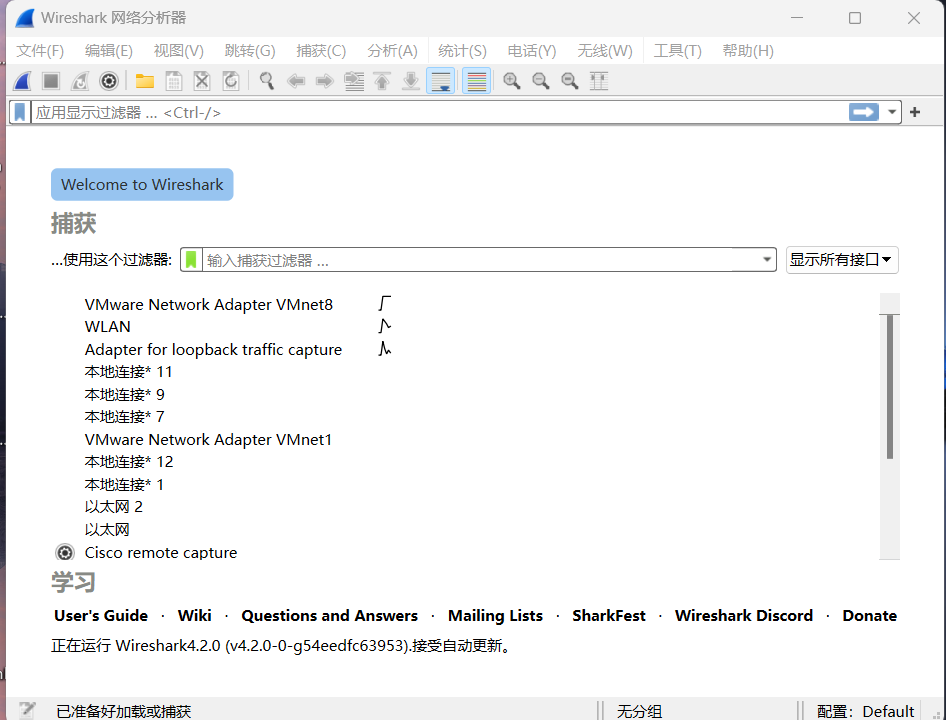 Wireshark 网络分析器
文件(F) 编辑(E) 视图(V) 跳转(G) 捕获(C) 分析(A) 统计(S) 电话(Y) 无线(W) 工具(T) 帮助(H)
应用显示过滤器 … <Ctrl-/>
Welcome to Wireshark
捕获
…使用这个过滤器: 输入捕获过滤器 … 显示所有接口
VMware Network Adapter VMnet8
WLAN
Adapter for loopback traffic capture
本地连接* 11
本地连接* 9
本地连接* 7
VMware Network Adapter VMnet1
本地连接* 12
本地连接* 1
以太网 2
以太网
Cisco remote capture
学习
User's Guide · Wiki · Questions and Answers · Mailing Lists · SharkFest · Wireshark Discord · Donate
正在运行 Wireshark4.2.0 (v4.2.0-0-g54eedfc63953).接受自动更新。
已准备好加载或捕获 无分组 配置: Default